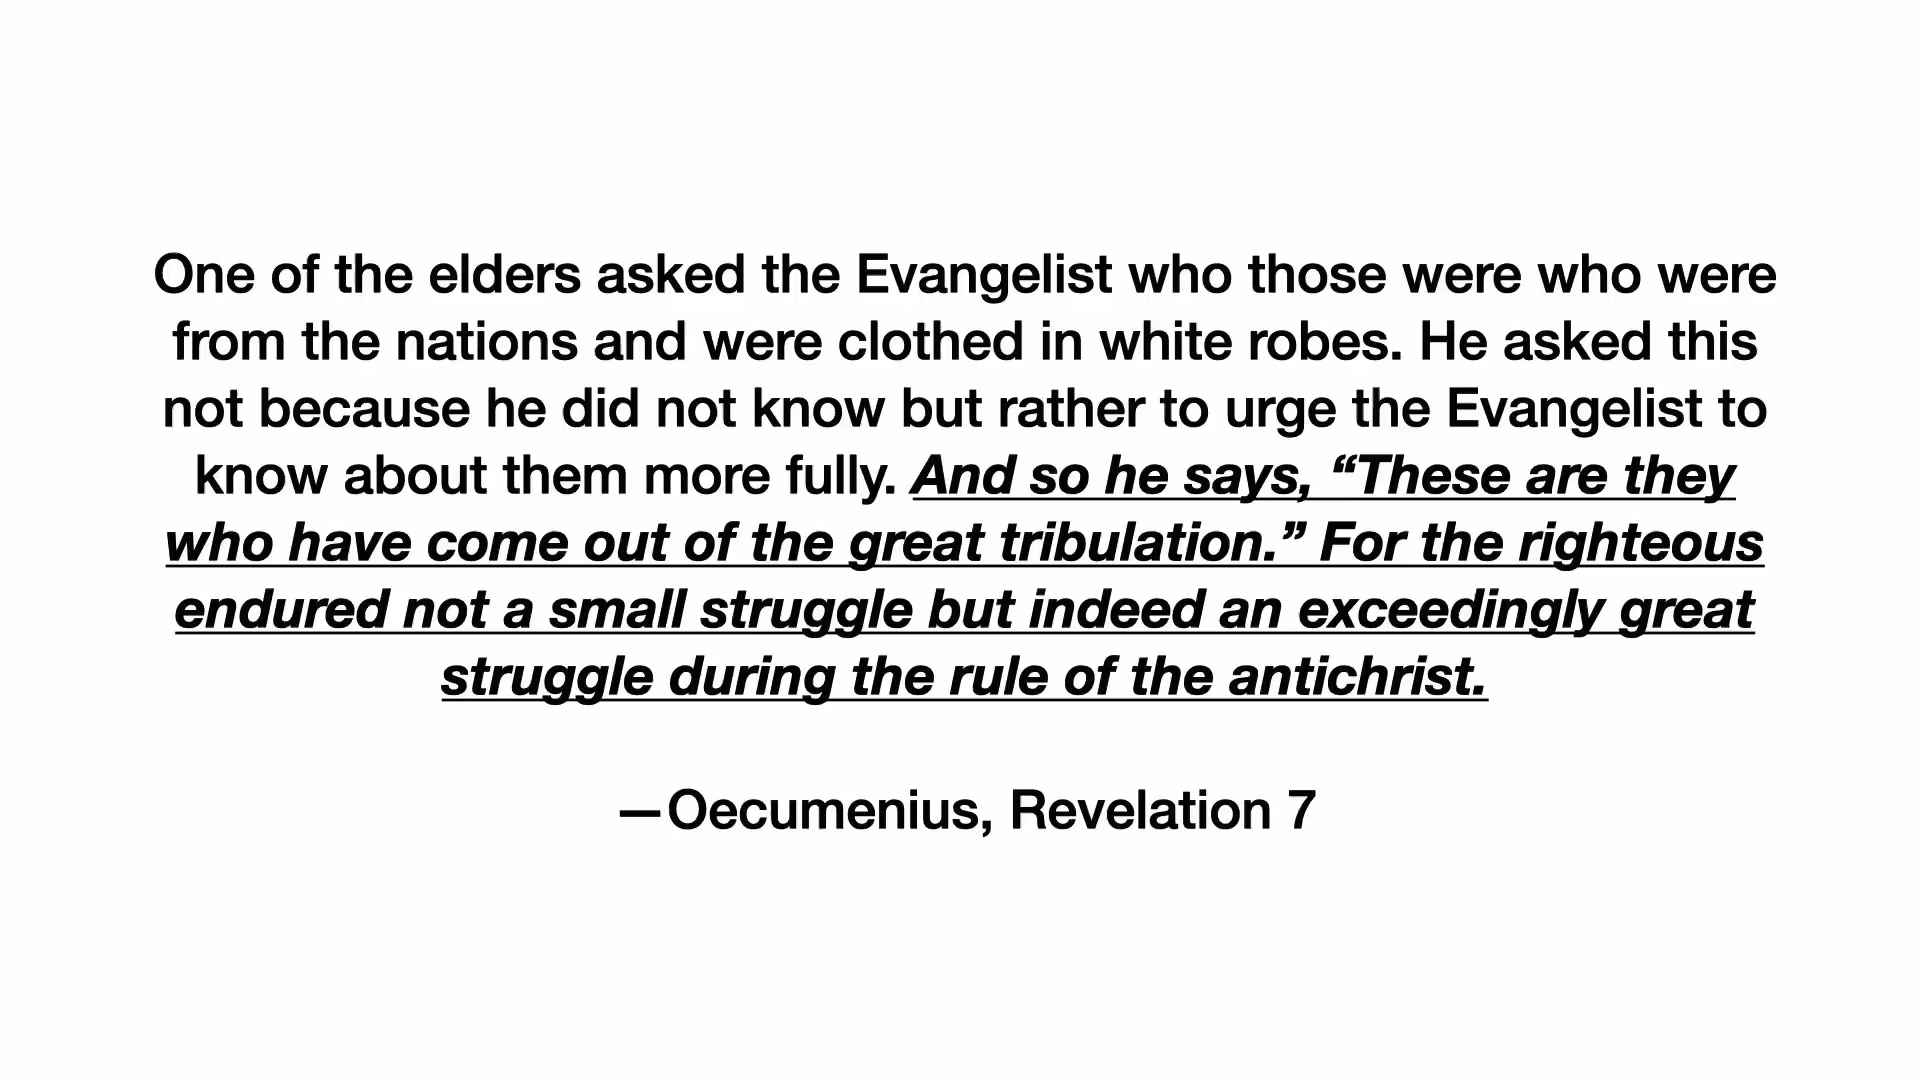 One of the elders asked the Evangelist who those were who were
from the nations and were clothed in white robes. He asked this
not because he did not know but rather to urge the Evangelist to
know about them more fully. And so he says, “These are they
who have come out of the great tribulation.” For the righteous
endured not a small struggle but indeed an exceedingly great
struggle during the rule of the antichrist.
—Oecumenius, Revelation 7